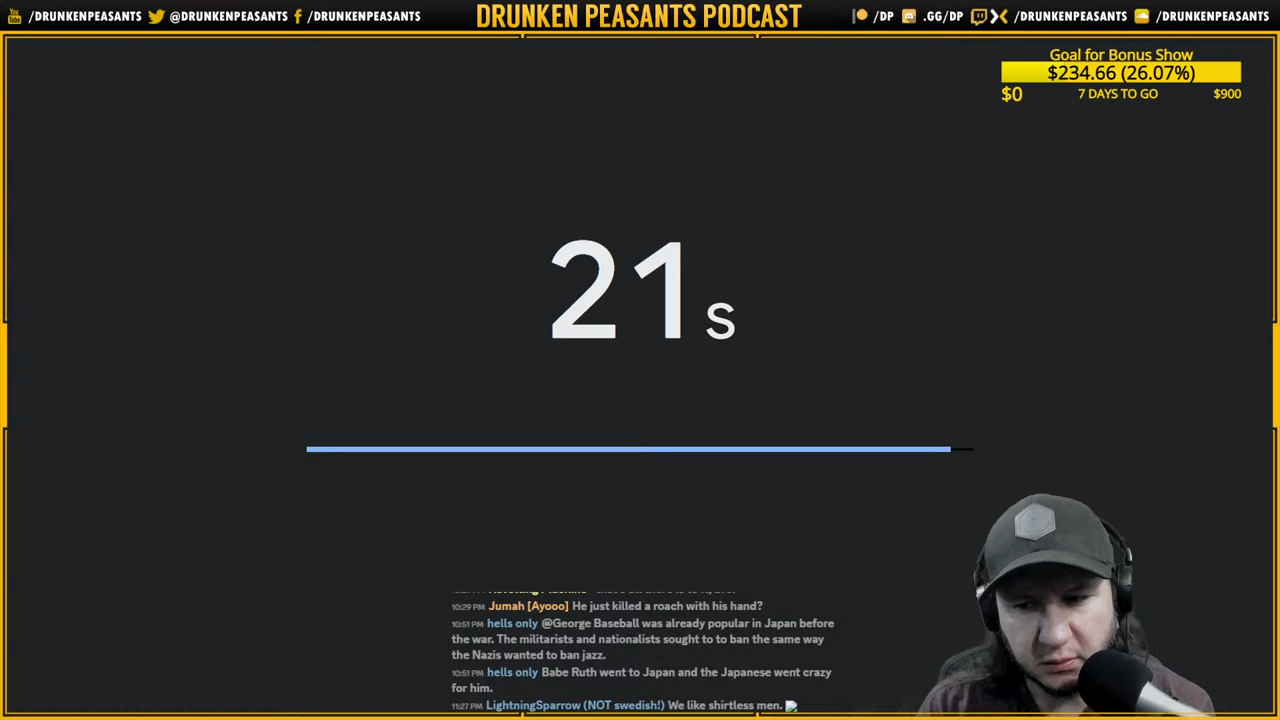 You Tube /DRUNKENPEASANTS @DRUNKENPEASANTS f /DRUNKENPEASANTS DRUNKEN PEASANTS PODCAST /DP .GG/DP /DRUNKENPEASANTS /DRUNKENPEASANTS
Goal for Bonus Show
$234.66 (26.07%)
$0 7 DAYS TO GO $900
21 s
10:29 PM Jumah [Ayooo] He just killed a roach with his hand?
10:51 PM hells only @George Baseball was already popular in Japan before
the war. The militarists and nationalists sought to to ban the same way
the Nazis wanted to ban jazz.
10:51 PM hells only Babe Ruth went to Japan and the Japanese went crazy
for him.
11:27 PM LightningSparrow (NOT swedish!) We like shirtless men.